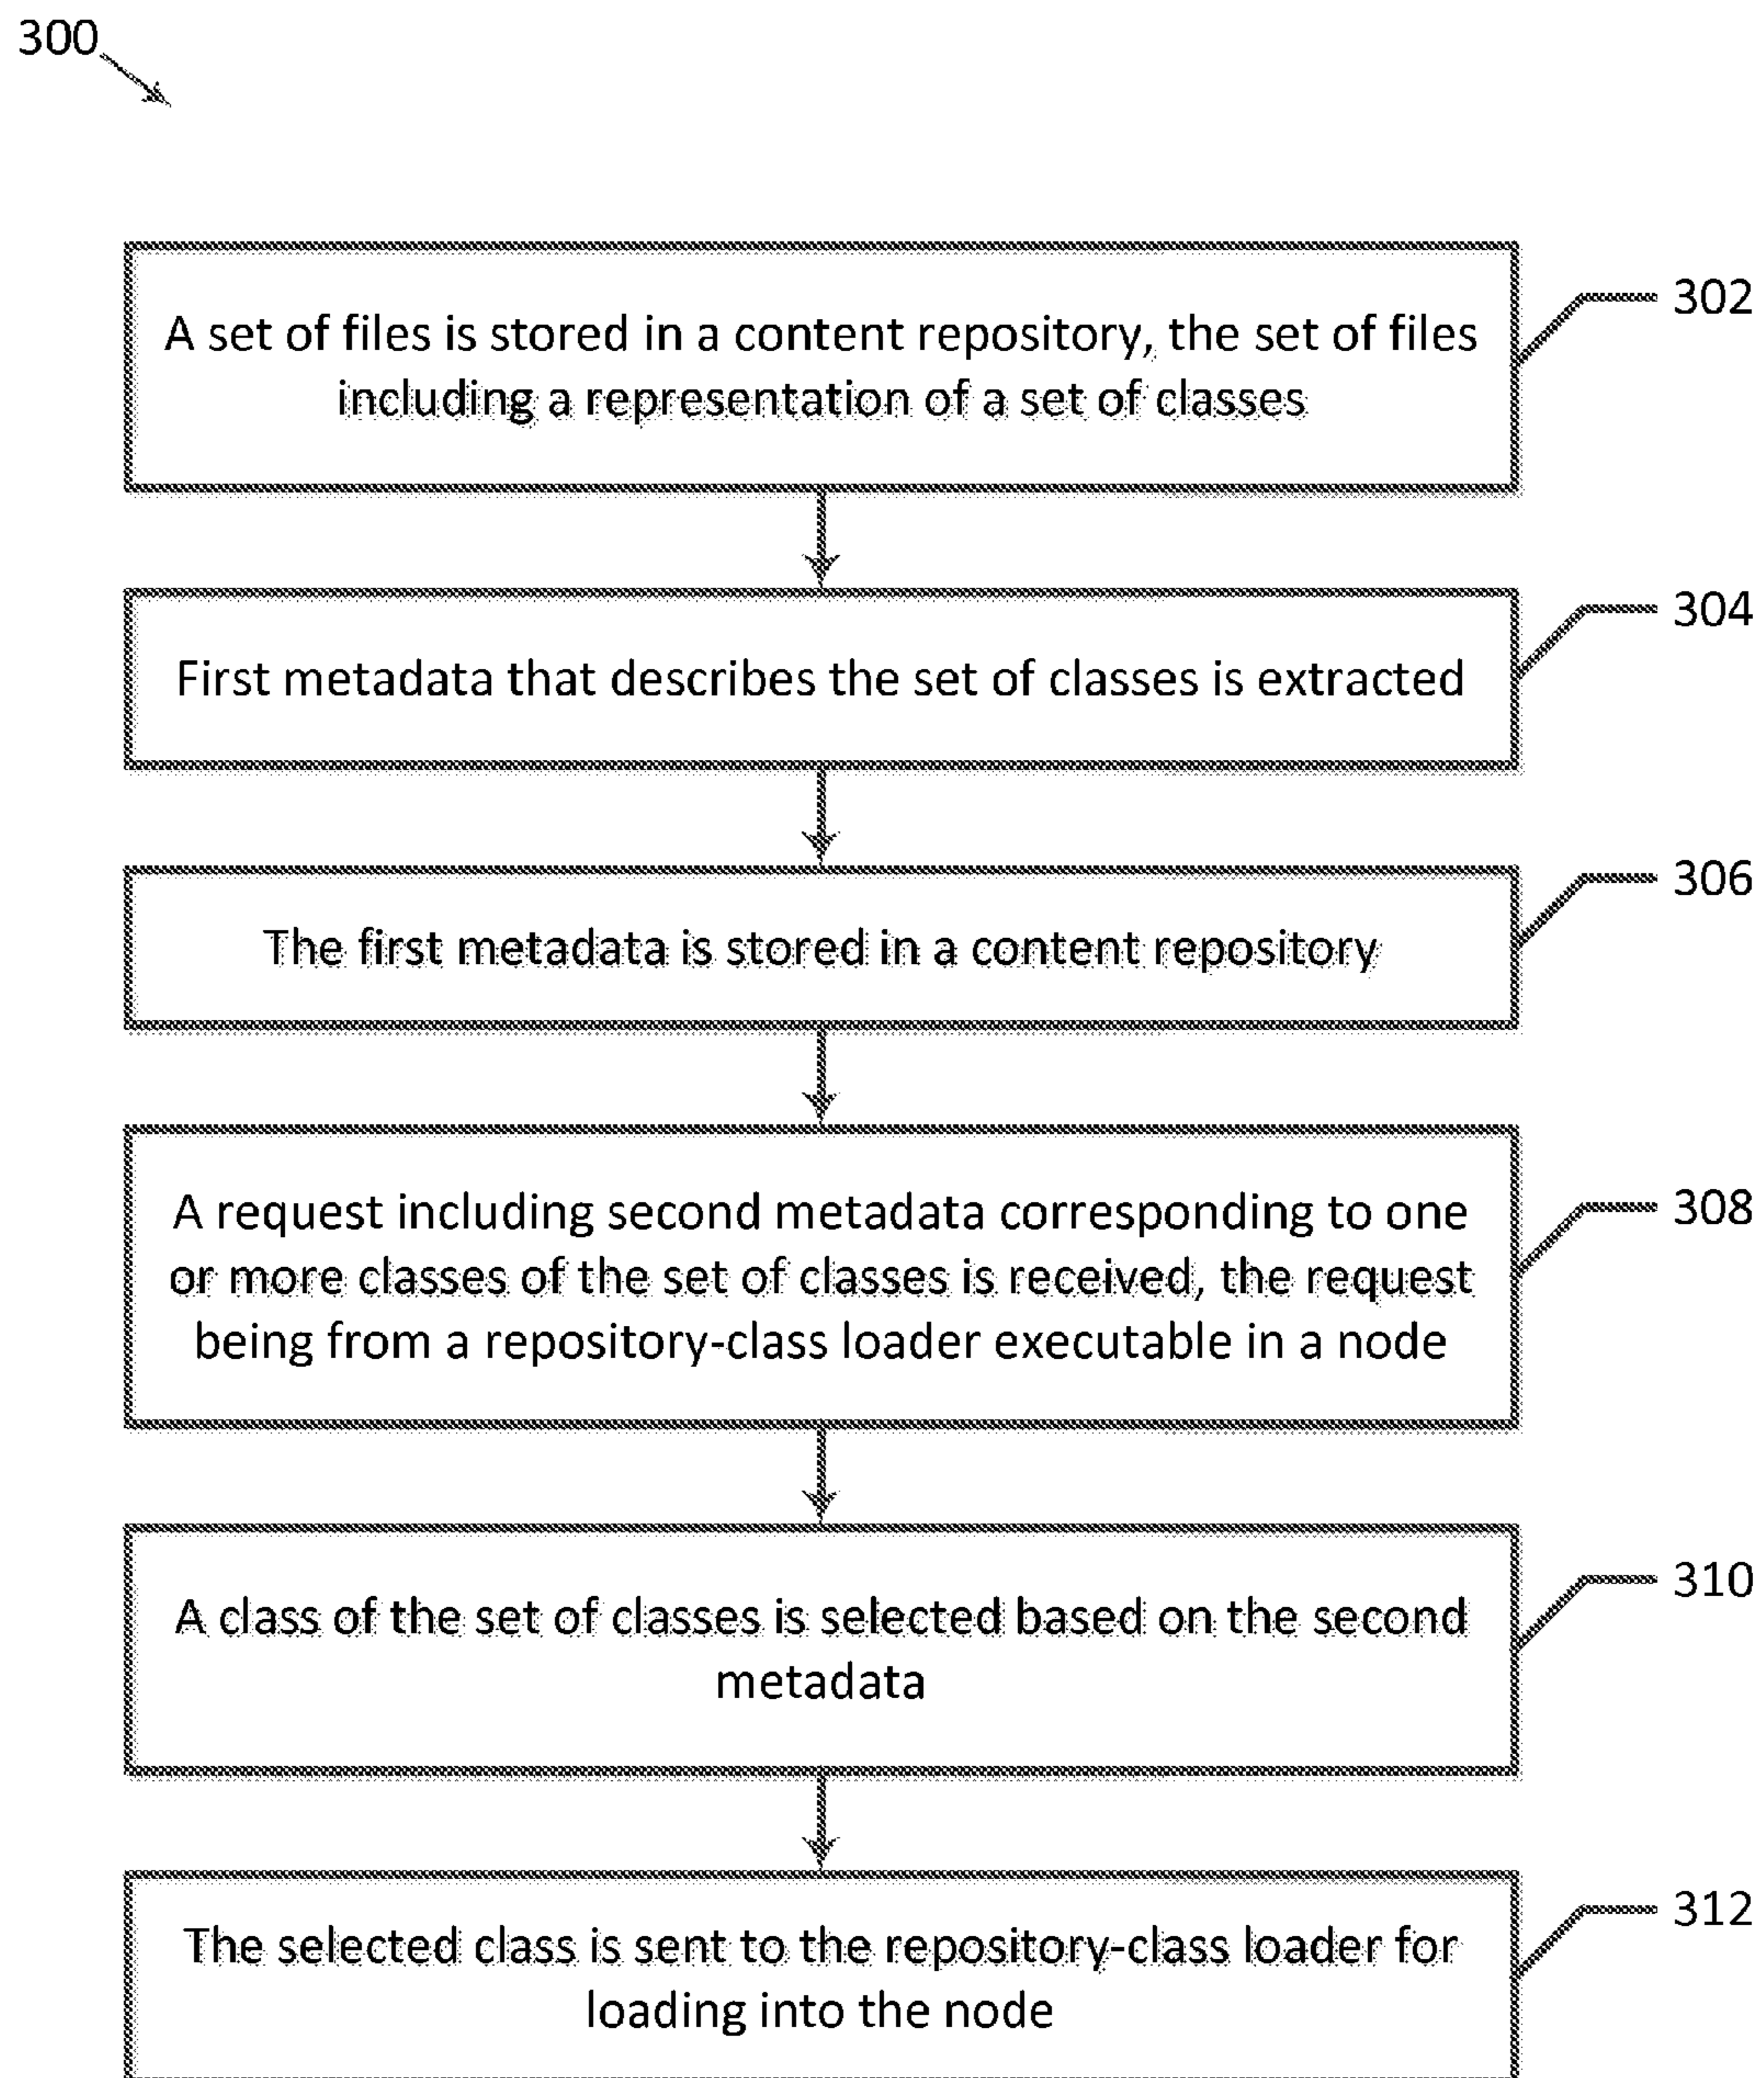 300
A set of files is stored in a content repository, the set of files
including a representation of a set of classes
302
First metadata that describes the set of classes is extracted
304
The first metadata is stored in a content repository
306
A request including second metadata corresponding to one
or more classes of the set of classes is received, the request
being from a repository-class loader executable in a node
308
A class of the set of classes is selected based on the second
metadata
310
The selected class is sent to the repository-class loader for
loading into the node
312